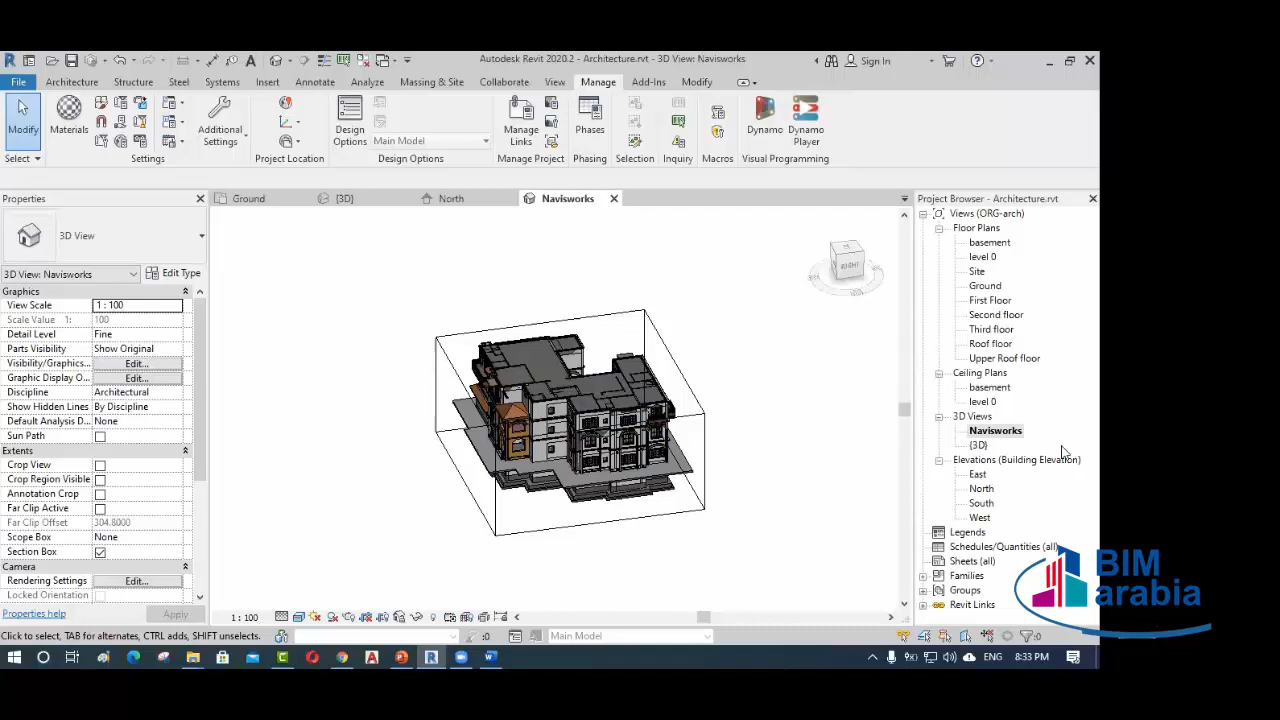 Autodesk Revit 2020.2 - Architecture.rvt - 3D View: Navisworks
Sign In
File Architecture Structure Steel Systems Insert Annotate Analyze Massing & Site Collaborate View Manage Add-Ins Modify
Modify
Materials
Additional
Settings
Design
Options
Main Model
Manage
Links
Phases
Dynamo
Dynamo
Player
Select Settings Project Location Design Options Manage Project Phasing Selection Inquiry Macros Visual Programming
Properties
Ground {3D} North Navisworks
Project Browser - Architecture.rvt
3D View
3D View: Navisworks Edit Type
Graphics
View Scale 1 : 100
Scale Value 1: 100
Detail Level Fine
Parts Visibility Show Original
Visibility/Graphics... Edit...
Graphic Display O... Edit...
Discipline Architectural
Show Hidden Lines By Discipline
Default Analysis D... None
Sun Path
Extents
Crop View
Crop Region Visible
Annotation Crop
Far Clip Active
Far Clip Offset 304.8000
Scope Box None
Section Box
Camera
Rendering Settings Edit...
Locked Orientation
Properties help Apply
RIGHT
Views (ORG-arch)
Floor Plans
basement
level 0
Site
Ground
First Floor
Second floor
Third floor
Roof floor
Upper Roof floor
Ceiling Plans
basement
level 0
3D Views
Navisworks
{3D}
Elevations (Building Elevation)
East
North
South
West
Legends
Schedules/Quantities (all)
Sheets (all)
Families
Groups
Revit Links
BIM
arabia
1 : 100
Click to select, TAB for alternates, CTRL adds, SHIFT unselects.
:0
Main Model
:0
ENG 8:33 PM